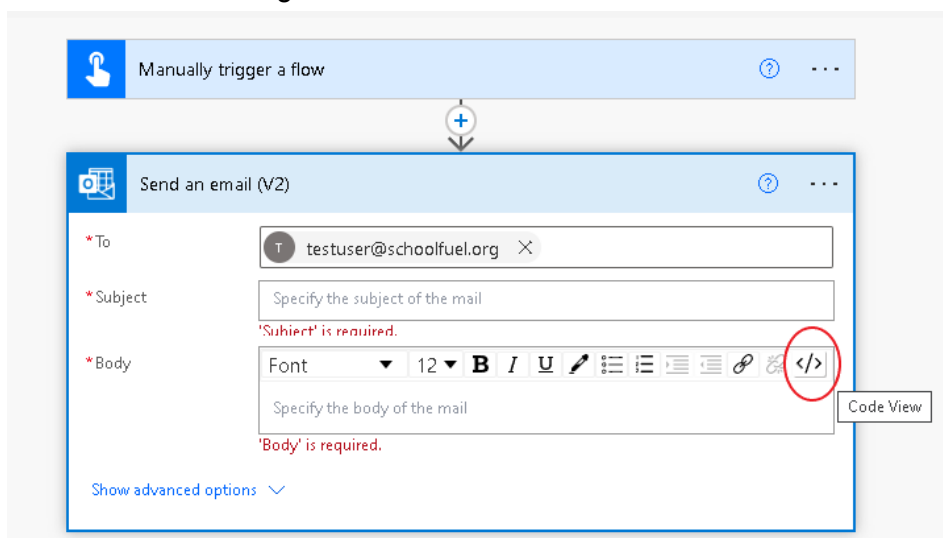 Manually trigger a flow
Send an email (V2)
*To
T testuser@schoolfuel.org
*Subject
Specify the subject of the mail
'Subject' is required.
*Body
Font 12 B I U </>
Specify the body of the mail
Code View
'Body' is required.
Show advanced options